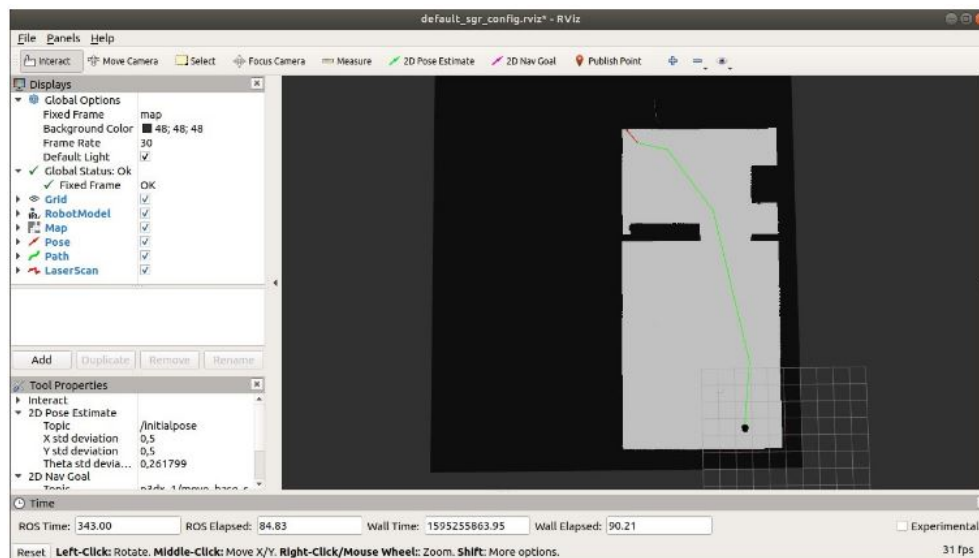 default_sgr_config.rviz* - RViz
File Panels Help
Interact Move Camera Select Focus Camera Measure 2D Pose Estimate 2D Nav Goal Publish Point
Displays
Global Options
Fixed Frame map
Background Color 48; 48; 48
Frame Rate 30
Default Light ✓
✓ Global Status: Ok
✓ Fixed Frame OK
Grid ✓
RobotModel ✓
Map ✓
Pose ✓
Path ✓
LaserScan ✓
Add Duplicate Remove Rename
Tool Properties
Interact
2D Pose Estimate
Topic /initialpose
X std deviation 0,5
Y std deviation 0,5
Theta std devia... 0,261799
2D Nav Goal
Time
ROS Time: 343.00 ROS Elapsed: 84.83 Wall Time: 1595255863.95 Wall Elapsed: 90.21 Experimental
Reset Left-Click: Rotate. Middle-Click: Move X/Y. Right-Click/Mouse Wheel:: Zoom. Shift: More options. 31 fps